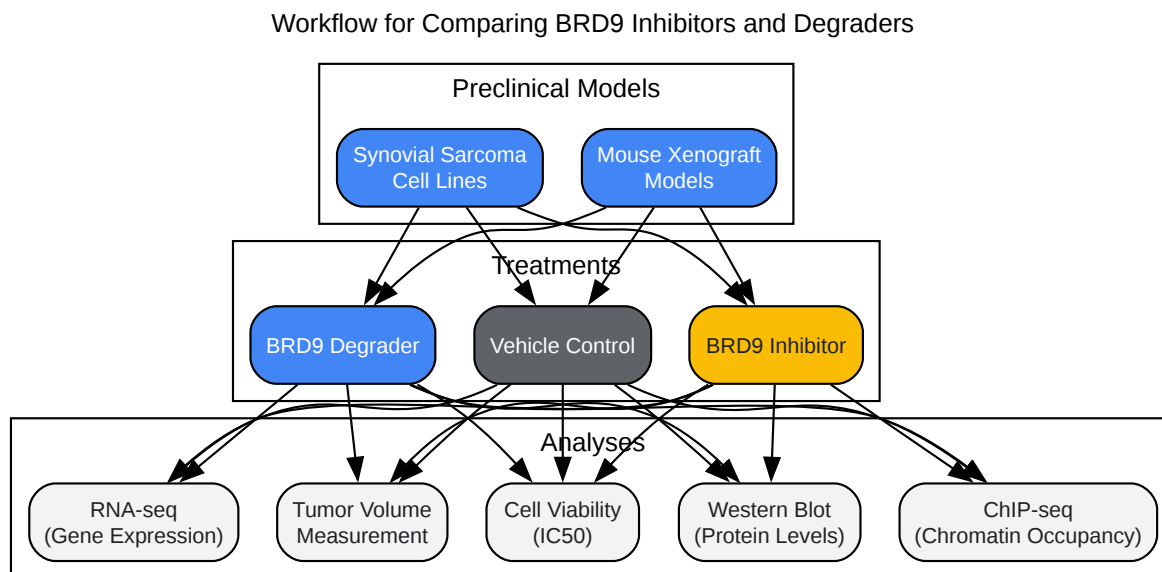 Workflow for Comparing BRD9 Inhibitors and Degraders
Preclinical Models
Synovial Sarcoma
Cell Lines
Mouse Xenograft
Models
Treatments
BRD9 Degrader
Vehicle Control
BRD9 Inhibitor
Analyses
RNA-seq
(Gene Expression)
Tumor Volume
Measurement
Cell Viability
(IC50)
Western Blot
(Protein Levels)
ChIP-seq
(Chromatin Occupancy)